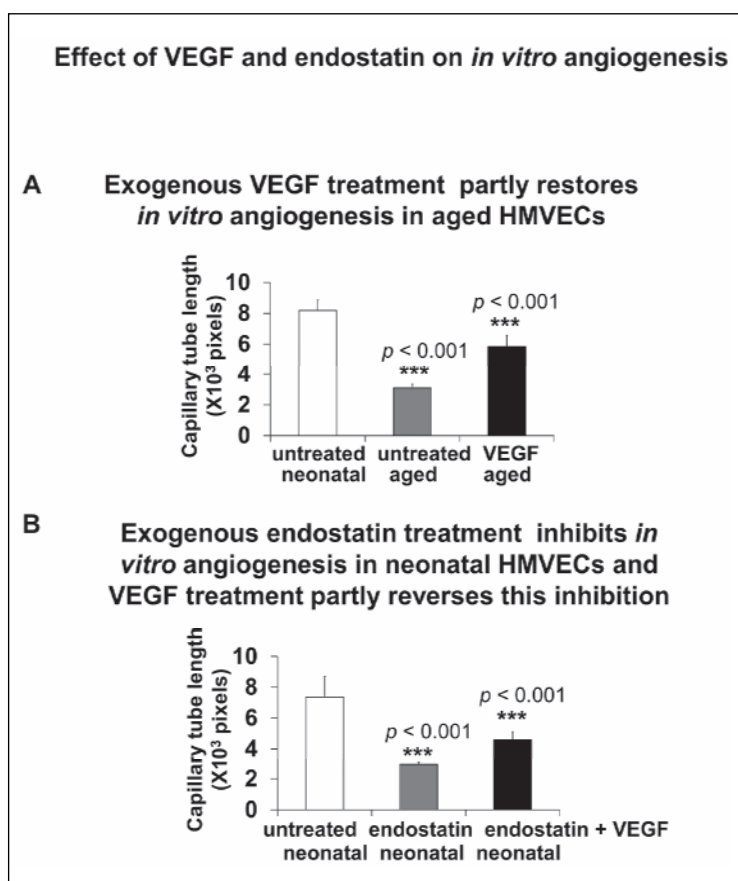 Effect of VEGF and endostatin on in vitro angiogenesis
A
Exogenous VEGF treatment partly restores
in vitro angiogenesis in aged HMVECs
Capillary tube length
(X10³ pixels)
10
8
6
4
2
0
p < 0.001
***
p < 0.001
***
untreated neonatal
untreated aged
VEGF aged
B
Exogenous endostatin treatment inhibits in
vitro angiogenesis in neonatal HMVECs and
VEGF treatment partly reverses this inhibition
Capillary tube length
(X10³ pixels)
10
8
6
4
2
0
p < 0.001
***
p < 0.001
***
untreated endostatin endostatin + VEGF
neonatal neonatal neonatal